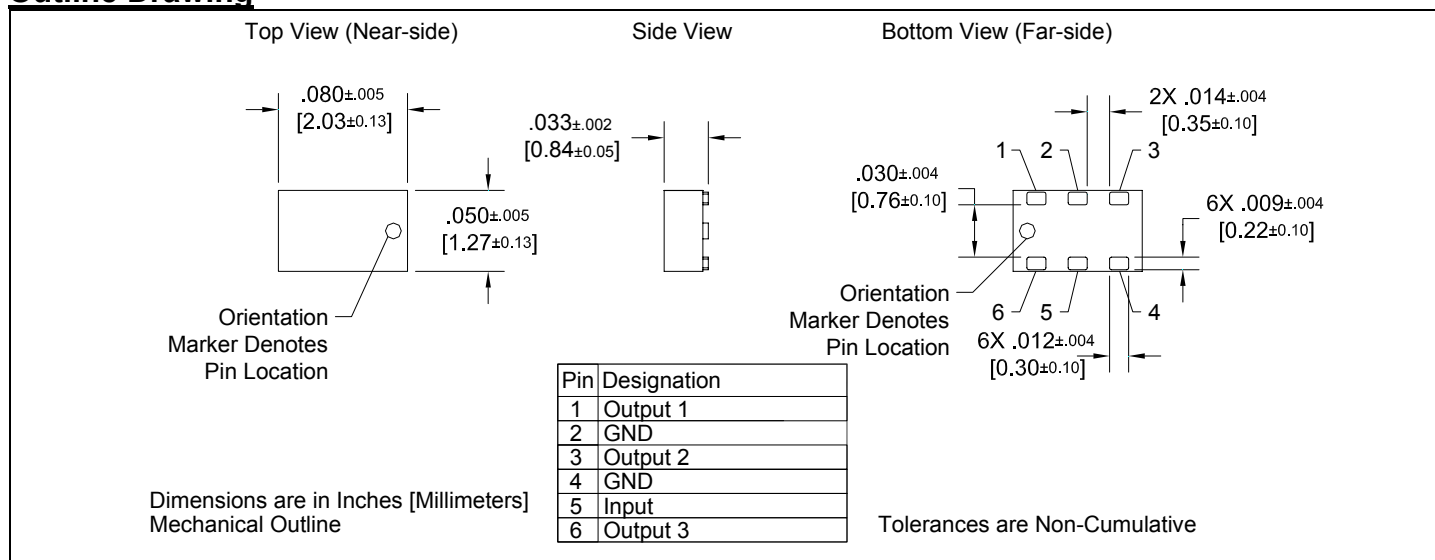 Outline Drawing
Top View (Near-side)
Side View
Bottom View (Far-side)
.080±.005
[2.03±0.13]
.050±.005
[1.27±0.13]
Orientation
Marker Denotes
Pin Location
.033±.002
[0.84±0.05]
2X .014±.004
[0.35±0.10]
1 2 3
.030±.004
[0.76±0.10]
6X .009±.004
[0.22±0.10]
Orientation
Marker Denotes
Pin Location
6 5 4
6X .012±.004
[0.30±0.10]
Pin Designation
1 Output 1
2 GND
3 Output 2
4 GND
5 Input
6 Output 3
Dimensions are in Inches [Millimeters]
Mechanical Outline
Tolerances are Non-Cumulative